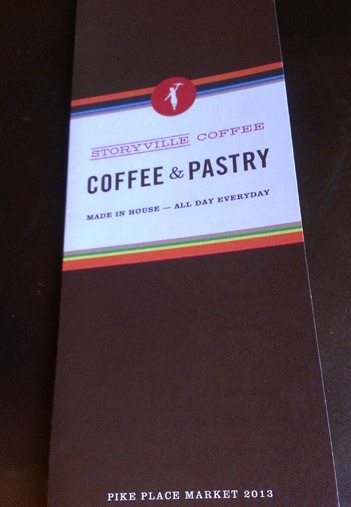 STORYVILLE COFFEE
COFFEE & PASTRY
MADE IN HOUSE — ALL DAY EVERYDAY
PIKE PLACE MARKET 2013